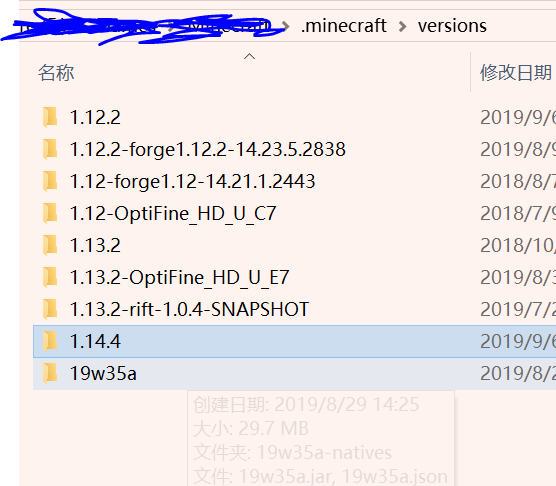 .minecraft > versions
名称 修改日期
1.12.2 2019/9/6
1.12.2-forge1.12.2-14.23.5.2838 2019/8/9
1.12-forge1.12-14.21.1.2443 2018/8/7
1.12-OptiFine_HD_U_C7 2018/7/9
1.13.2 2018/10/
1.13.2-OptiFine_HD_U_E7 2019/8/3
1.13.2-rift-1.0.4-SNAPSHOT 2019/7/2
1.14.4 2019/9/6
19w35a 2019/8/2
创建日期: 2019/8/29 14:25
大小: 29.7 MB
文件夹: 19w35a-natives
文件: 19w35a.jar, 19w35a.json